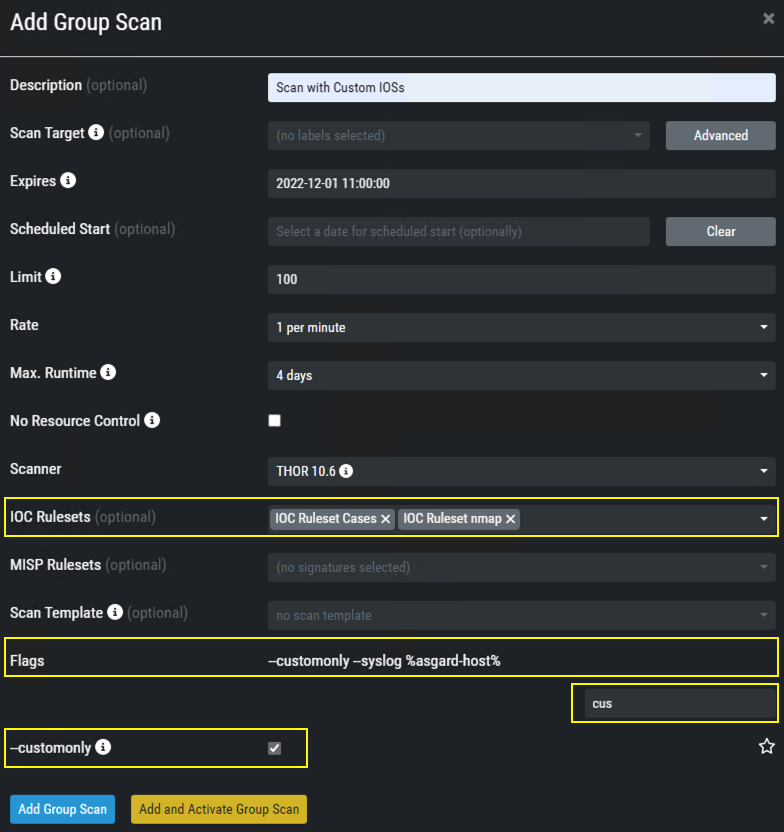 Add Group Scan ×
Description (optional) Scan with Custom IOSs
Scan Target (optional) (no labels selected) Advanced
Expires 2022-12-01 11:00:00
Scheduled Start (optional) Select a date for scheduled start (optionally) Clear
Limit 100
Rate 1 per minute
Max. Runtime 4 days
No Resource Control
Scanner THOR 10.6
IOC Rulesets (optional) IOC Ruleset Cases × IOC Ruleset nmap ×
MISP Rulesets (optional) (no signatures selected)
Scan Template (optional) no scan template
Flags --customonly --syslog %asgard-host%
cus
--customonly
Add Group Scan Add and Activate Group Scan